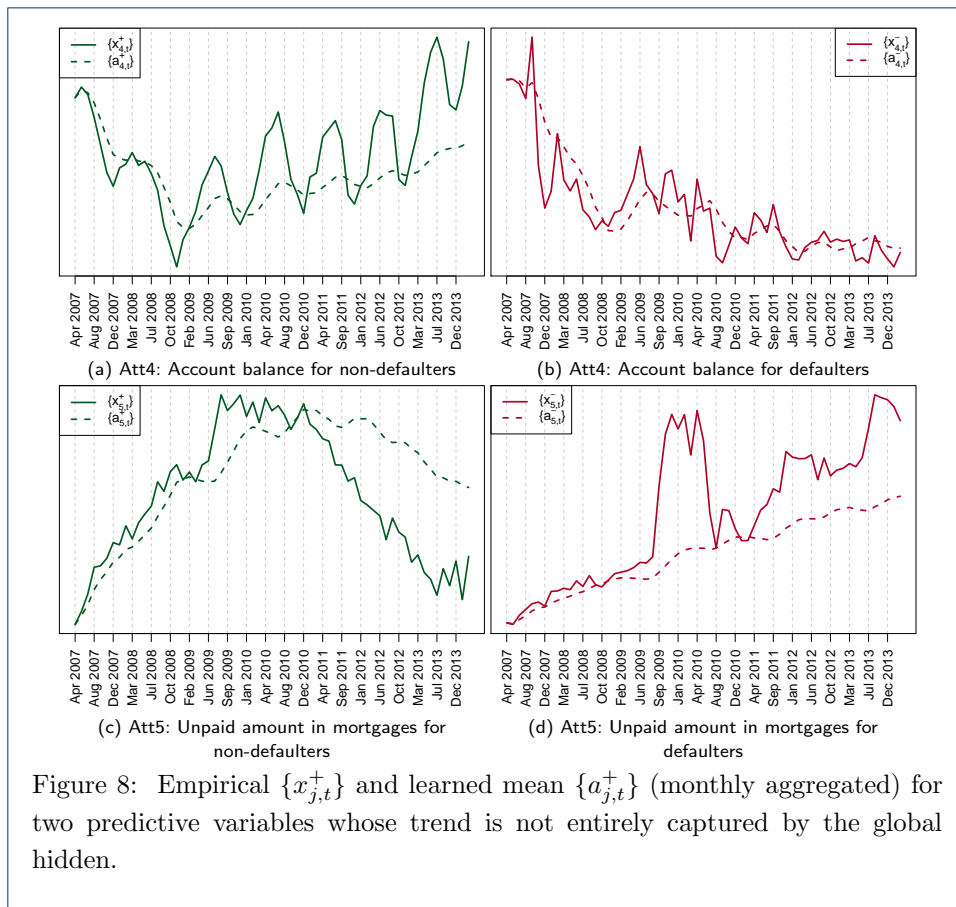 {x⁺₄,ₜ}
{a⁺₄,ₜ}
{x⁻₄,ₜ}
{a⁻₄,ₜ}
Apr 2007 Aug 2007 Dec 2007 Mar 2008 Jul 2008 Oct 2008 Feb 2009 Jun 2009 Sep 2009 Jan 2010 Apr 2010 Aug 2010 Dec 2010 Apr 2011 Aug 2011 Jan 2012 Jun 2012 Oct 2012 Mar 2013 Jul 2013 Dec 2013
Apr 2007 Aug 2007 Dec 2007 Mar 2008 Jul 2008 Oct 2008 Feb 2009 Jun 2009 Sep 2009 Jan 2010 Apr 2010 Aug 2010 Dec 2010 Apr 2011 Aug 2011 Jan 2012 Jun 2012 Oct 2012 Mar 2013 Jul 2013 Dec 2013
(a) Att4: Account balance for non-defaulters
(b) Att4: Account balance for defaulters
{x⁺₅,ₜ}
{a⁺₅,ₜ}
{x⁻₅,ₜ}
{a⁻₅,ₜ}
Apr 2007 Aug 2007 Dec 2007 Mar 2008 Jul 2008 Oct 2008 Feb 2009 Jun 2009 Sep 2009 Jan 2010 Apr 2010 Aug 2010 Dec 2010 Apr 2011 Aug 2011 Jan 2012 Jun 2012 Oct 2012 Mar 2013 Jul 2013 Dec 2013
Apr 2007 Aug 2007 Dec 2007 Mar 2008 Jul 2008 Oct 2008 Feb 2009 Jun 2009 Sep 2009 Jan 2010 Apr 2010 Aug 2010 Dec 2010 Apr 2011 Aug 2011 Jan 2012 Jun 2012 Oct 2012 Mar 2013 Jul 2013 Dec 2013
(c) Att5: Unpaid amount in mortgages for
non-defaulters
(d) Att5: Unpaid amount in mortgages for
defaulters
Figure 8: Empirical {x⁺ⱼ,ₜ} and learned mean {a⁺ⱼ,ₜ} (monthly aggregated) for
two predictive variables whose trend is not entirely captured by the global
hidden.